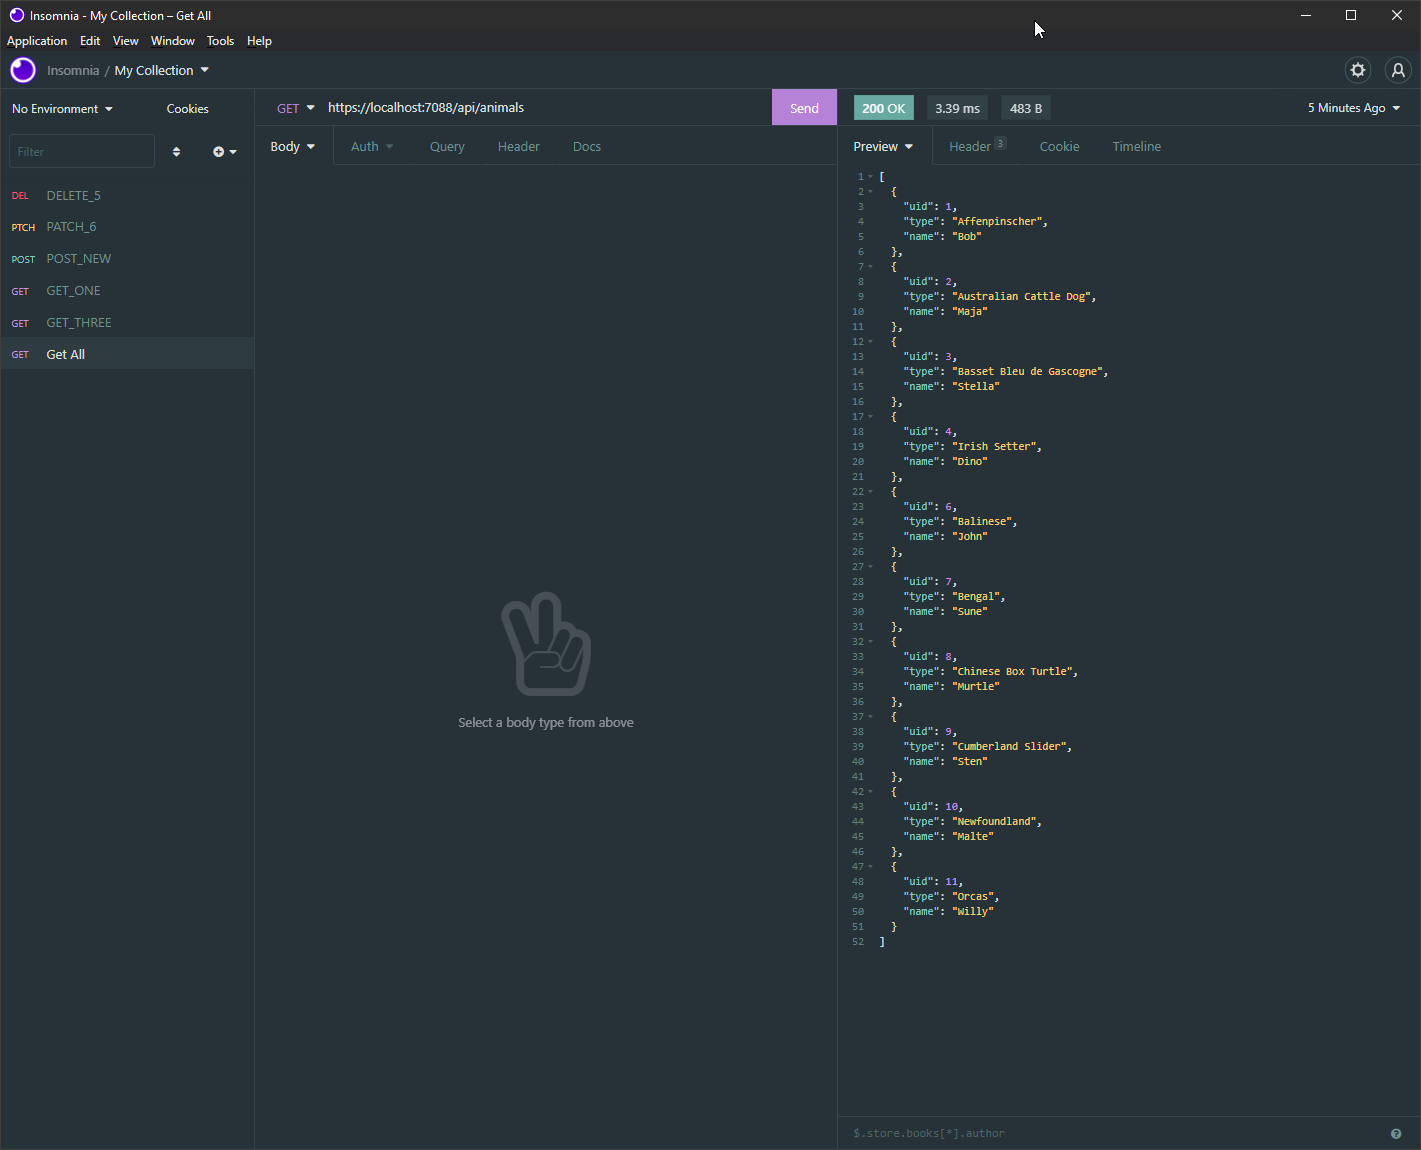 Insomnia - My Collection – Get All
Application Edit View Window Tools Help
Insomnia / My Collection
No Environment Cookies
Filter
DEL DELETE_5
PTCH PATCH_6
POST POST_NEW
GET GET_ONE
GET GET_THREE
GET Get All
GET https://localhost:7088/api/animals Send
Body Auth Query Header Docs
Select a body type from above
200 OK 3.39 ms 483 B 5 Minutes Ago
Preview Header 3 Cookie Timeline
1 [
2 {
3 "uid": 1,
4 "type": "Affenpinscher",
5 "name": "Bob"
6 },
7 {
8 "uid": 2,
9 "type": "Australian Cattle Dog",
10 "name": "Maja"
11 },
12 {
13 "uid": 3,
14 "type": "Basset Bleu de Gascogne",
15 "name": "Stella"
16 },
17 {
18 "uid": 4,
19 "type": "Irish Setter",
20 "name": "Dino"
21 },
22 {
23 "uid": 6,
24 "type": "Balinese",
25 "name": "John"
26 },
27 {
28 "uid": 7,
29 "type": "Bengal",
30 "name": "Sune"
31 },
32 {
33 "uid": 8,
34 "type": "Chinese Box Turtle",
35 "name": "Murtle"
36 },
37 {
38 "uid": 9,
39 "type": "Cumberland Slider",
40 "name": "Sten"
41 },
42 {
43 "uid": 10,
44 "type": "Newfoundland",
45 "name": "Malte"
46 },
47 {
48 "uid": 11,
49 "type": "Orcas",
50 "name": "Willy"
51 }
52 ]
$.store.books[*].author